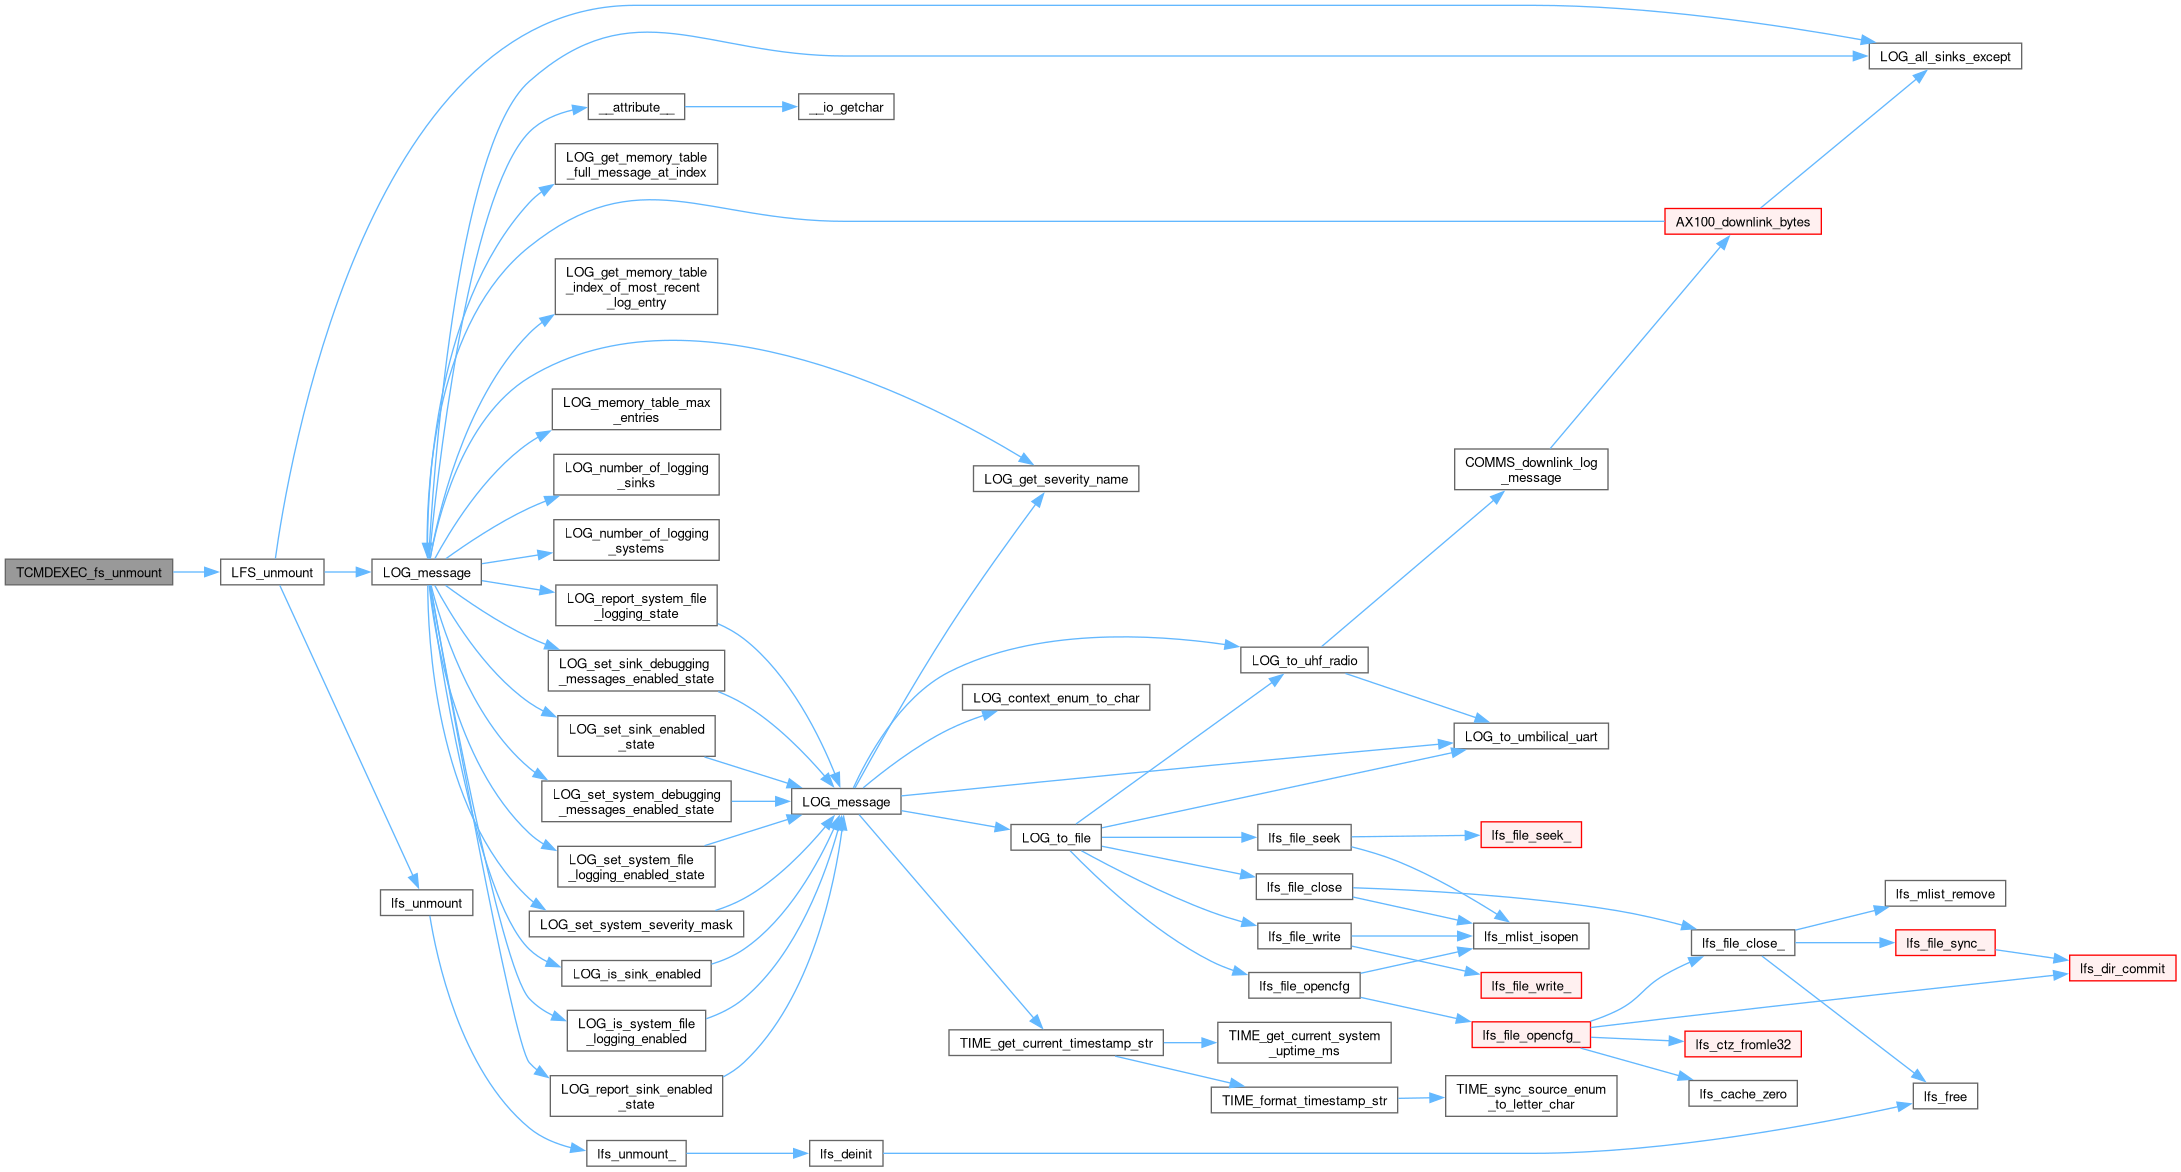 TCMDEXEC_fs_unmount
LFS_unmount
LOG_message
lfs_unmount
LOG_all_sinks_except
__attribute__
__io_getchar
LOG_get_memory_table
_full_message_at_index
AX100_downlink_bytes
LOG_get_memory_table
_index_of_most_recent
_log_entry
LOG_memory_table_max
_entries
LOG_number_of_logging
_sinks
LOG_get_severity_name
COMMS_downlink_log
_message
LOG_number_of_logging
_systems
LOG_report_system_file
_logging_state
LOG_set_sink_debugging
_messages_enabled_state
LOG_to_uhf_radio
LOG_context_enum_to_char
LOG_set_sink_enabled
_state
LOG_to_umbilical_uart
LOG_set_system_debugging
_messages_enabled_state
LOG_message
LOG_to_file
lfs_file_seek
lfs_file_seek_
LOG_set_system_file
_logging_enabled_state
lfs_file_close
lfs_mlist_remove
LOG_set_system_severity_mask
lfs_file_write
lfs_mlist_isopen
lfs_file_close_
lfs_file_sync_
lfs_dir_commit
LOG_is_sink_enabled
lfs_file_opencfg
lfs_file_write_
LOG_is_system_file
_logging_enabled
TIME_get_current_timestamp_str
TIME_get_current_system
_uptime_ms
lfs_file_opencfg_
lfs_ctz_fromle32
LOG_report_sink_enabled
_state
TIME_format_timestamp_str
TIME_sync_source_enum
_to_letter_char
lfs_cache_zero
lfs_free
lfs_unmount_
lfs_deinit